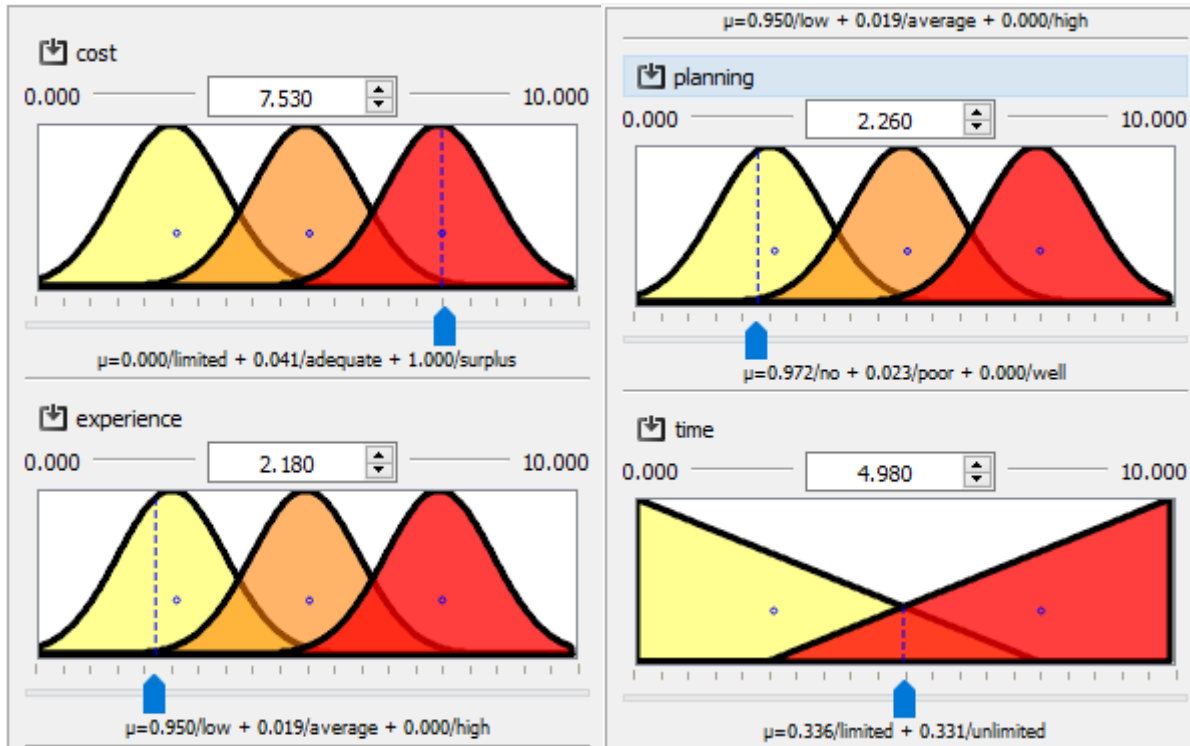 cost
0.000 7.530 10.000
μ=0.000/limited + 0.041/adequate + 1.000/surplus
experience
0.000 2.180 10.000
μ=0.950/low + 0.019/average + 0.000/high
μ=0.950/low + 0.019/average + 0.000/high
planning
0.000 2.260 10.000
μ=0.972/no + 0.023/poor + 0.000/well
time
0.000 4.980 10.000
μ=0.336/limited + 0.331/unlimited